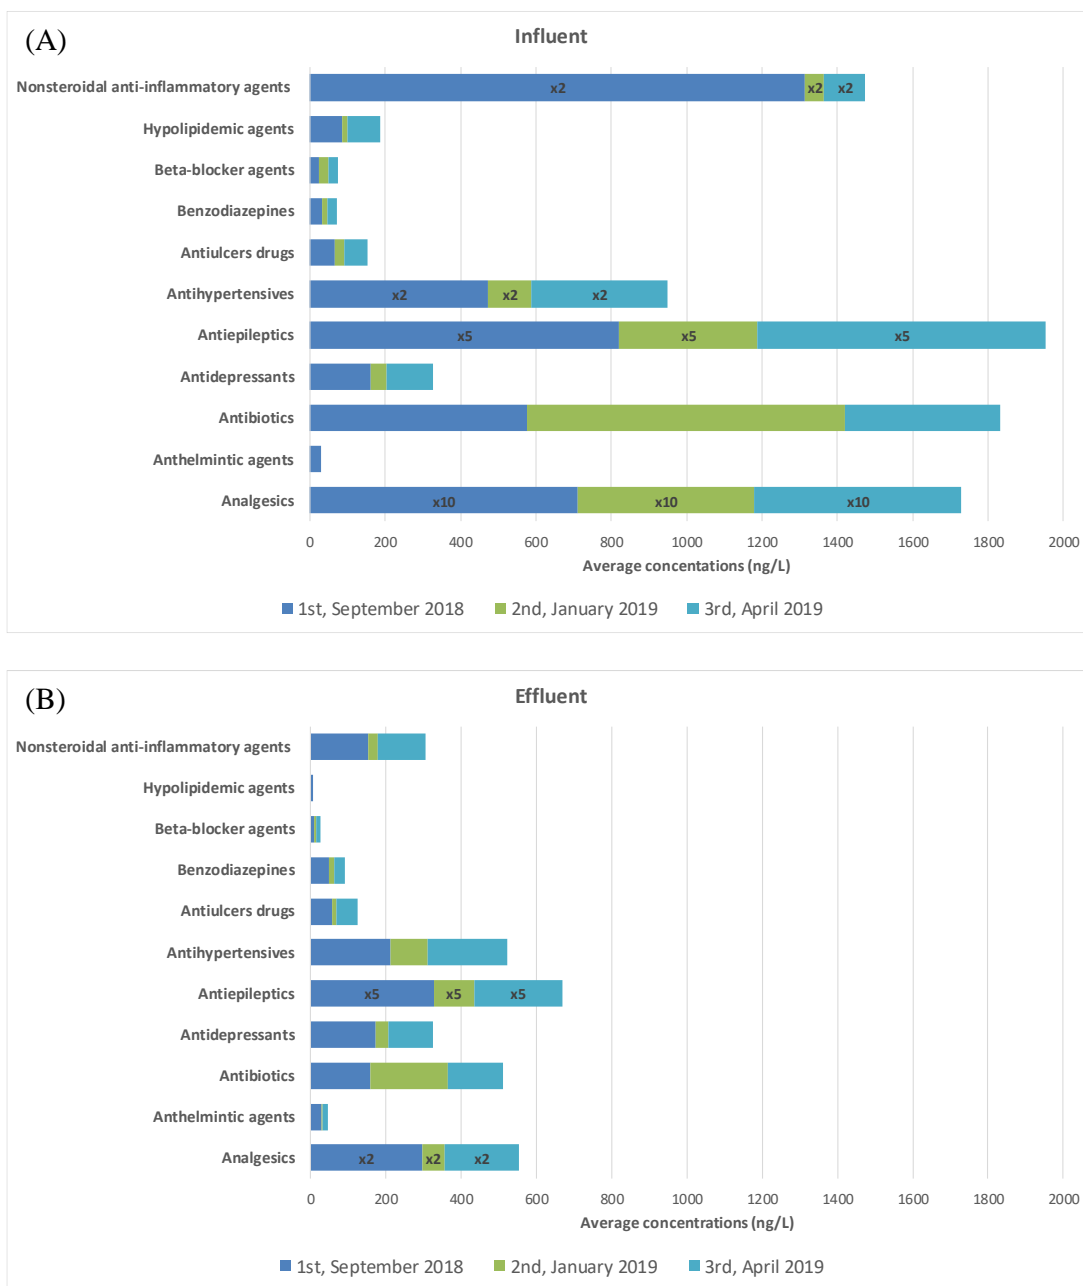 (A)
Influent
Nonsteroidal anti-inflammatory agents
x2 x2 x2
Hypolipidemic agents
Beta-blocker agents
Benzodiazepines
Antiulcers drugs
Antihypertensives
x2 x2 x2
Antiepileptics
x5 x5 x5
Antidepressants
Antibiotics
Anthelmintic agents
Analgesics
x10 x10 x10
0 200 400 600 800 1000 1200 1400 1600 1800 2000
Average concentations (ng/L)
1st, September 2018 2nd, January 2019 3rd, April 2019
(B)
Effluent
Nonsteroidal anti-inflammatory agents
Hypolipidemic agents
Beta-blocker agents
Benzodiazepines
Antiulcers drugs
Antihypertensives
Antiepileptics
x5 x5 x5
Antidepressants
Antibiotics
Anthelmintic agents
Analgesics
x2 x2 x2
0 200 400 600 800 1000 1200 1400 1600 1800 2000
Average concentrations (ng/L)
1st, September 2018 2nd, January 2019 3rd, April 2019